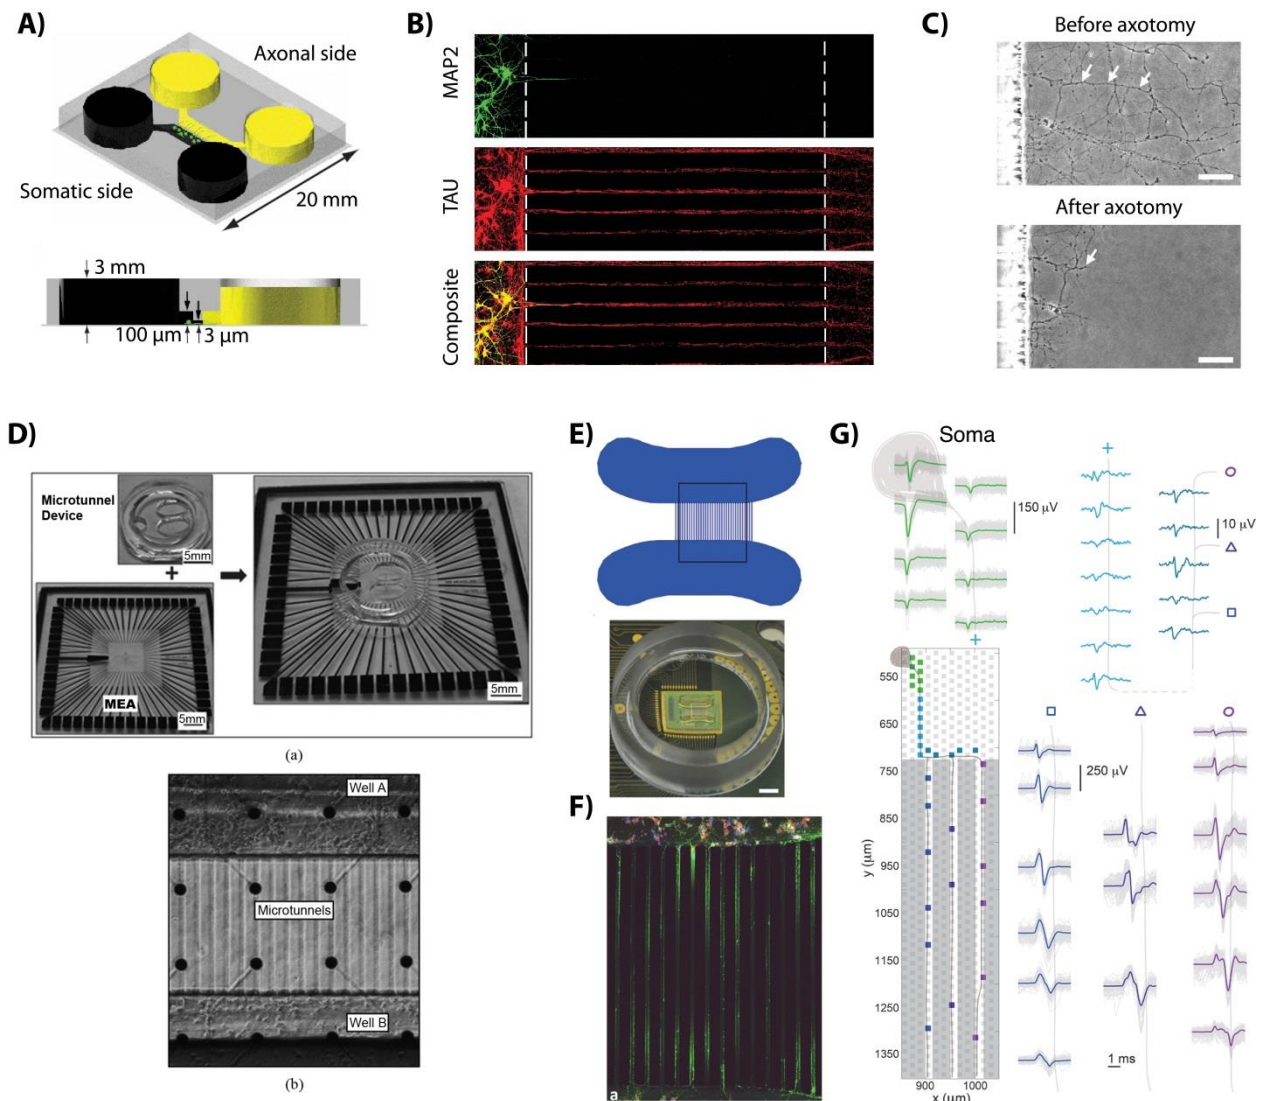 A)
Axonal side
Somatic side
20 mm
3 mm
100 µm
3 µm
B)
MAP2
TAU
Composite
C)
Before axotomy
After axotomy
D)
Microtunnel
Device
5mm
+
MEA
5mm
5mm
(a)
Well A
Microtunnels
Well B
(b)
E)
F)
a
G)
Soma
150 µV
+
+
10 µV
550
650
750
850
950
1050
1150
1250
1350
y (µm)
900
1000
x (µm)
250 µV
1 ms